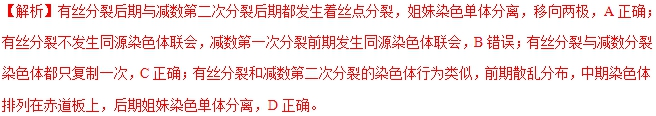 【解析】有丝分裂后期与减数第二次分裂后期都发生着丝点分裂，姐妹染色单体分离，移向两极，A 正确；
有丝分裂不发生同源染色体联会，减数第一次分裂前期发生同源染色体联会，B 错误；有丝分裂与减数分裂
染色体都只复制一次，C 正确；有丝分裂和减数第二次分裂的染色体行为类似，前期散乱分布，中期染色体
排列在赤道板上，后期姐妹染色单体分离，D 正确。